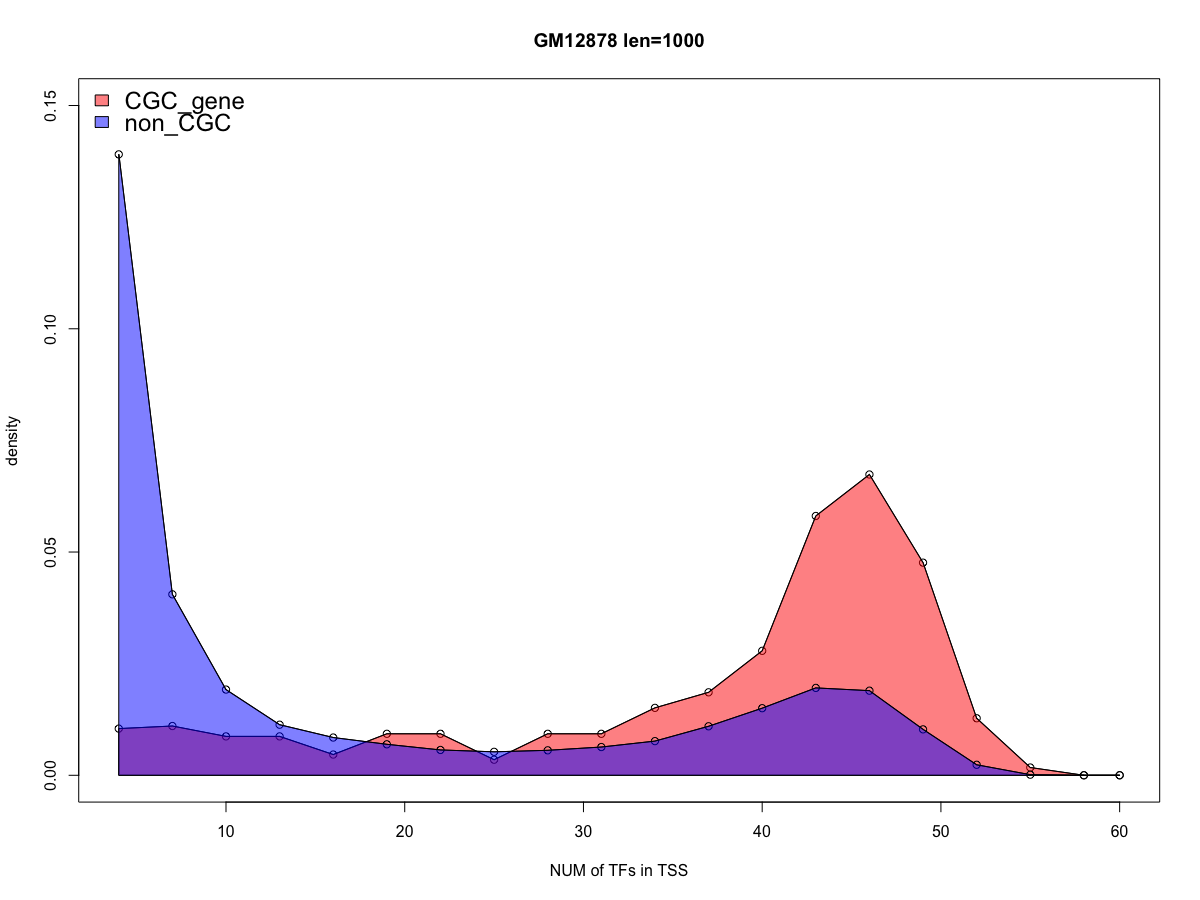 GM12878 len=1000
CGC_gene
non_CGC
0.15
0.10
0.05
0.00
density
10 20 30 40 50 60
NUM of TFs in TSS